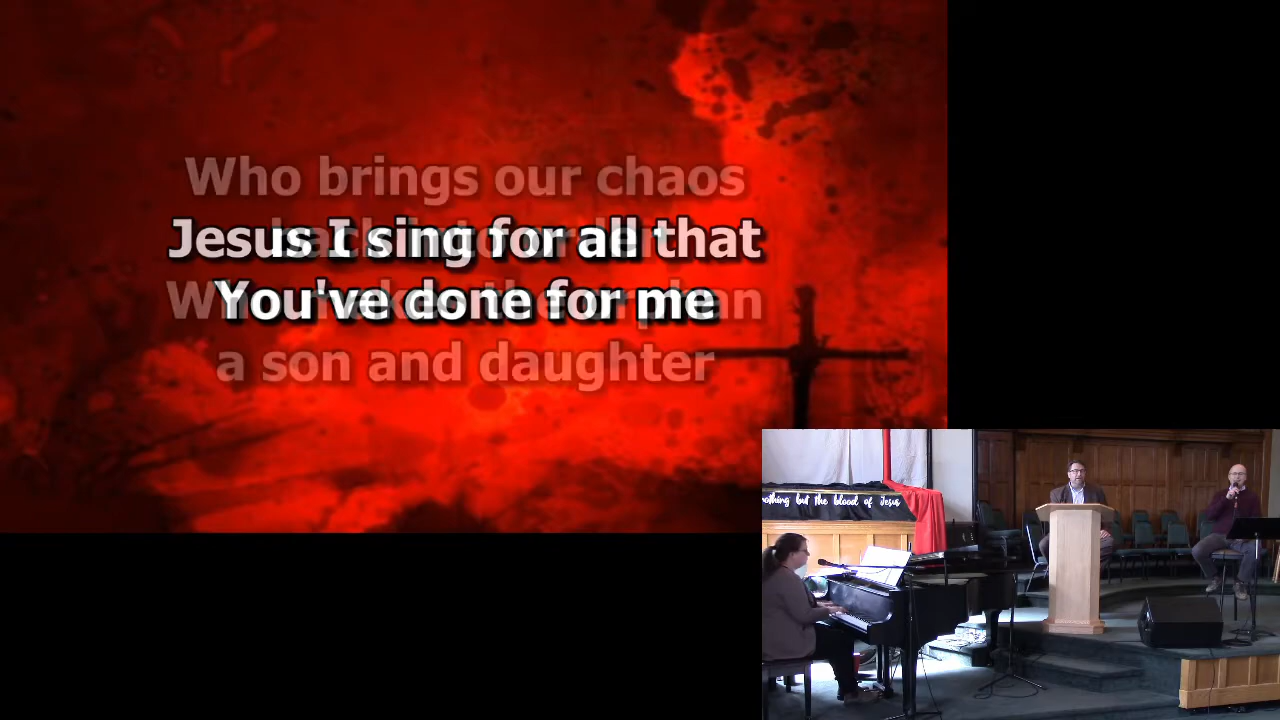 Who brings our chaos
Jesus I sing for all that
You've done for me
a son and daughter
nothing but the blood of Jesus